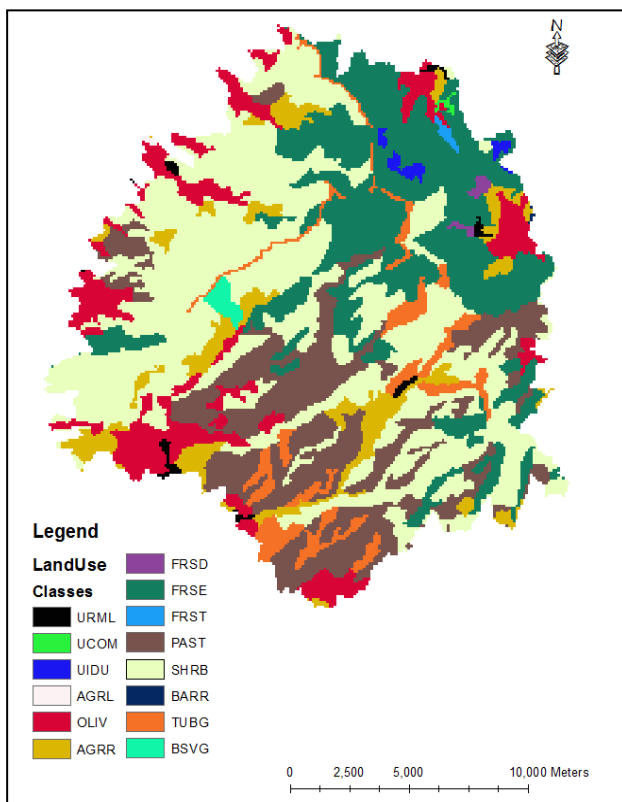 N
Legend
LandUse
Classes
URML
UCOM
UIDU
AGRL
OLIV
AGRR
FRSD
FRSE
FRST
PAST
SHRB
BARR
TUBG
BSVG
0 2,500 5,000 10,000 Meters